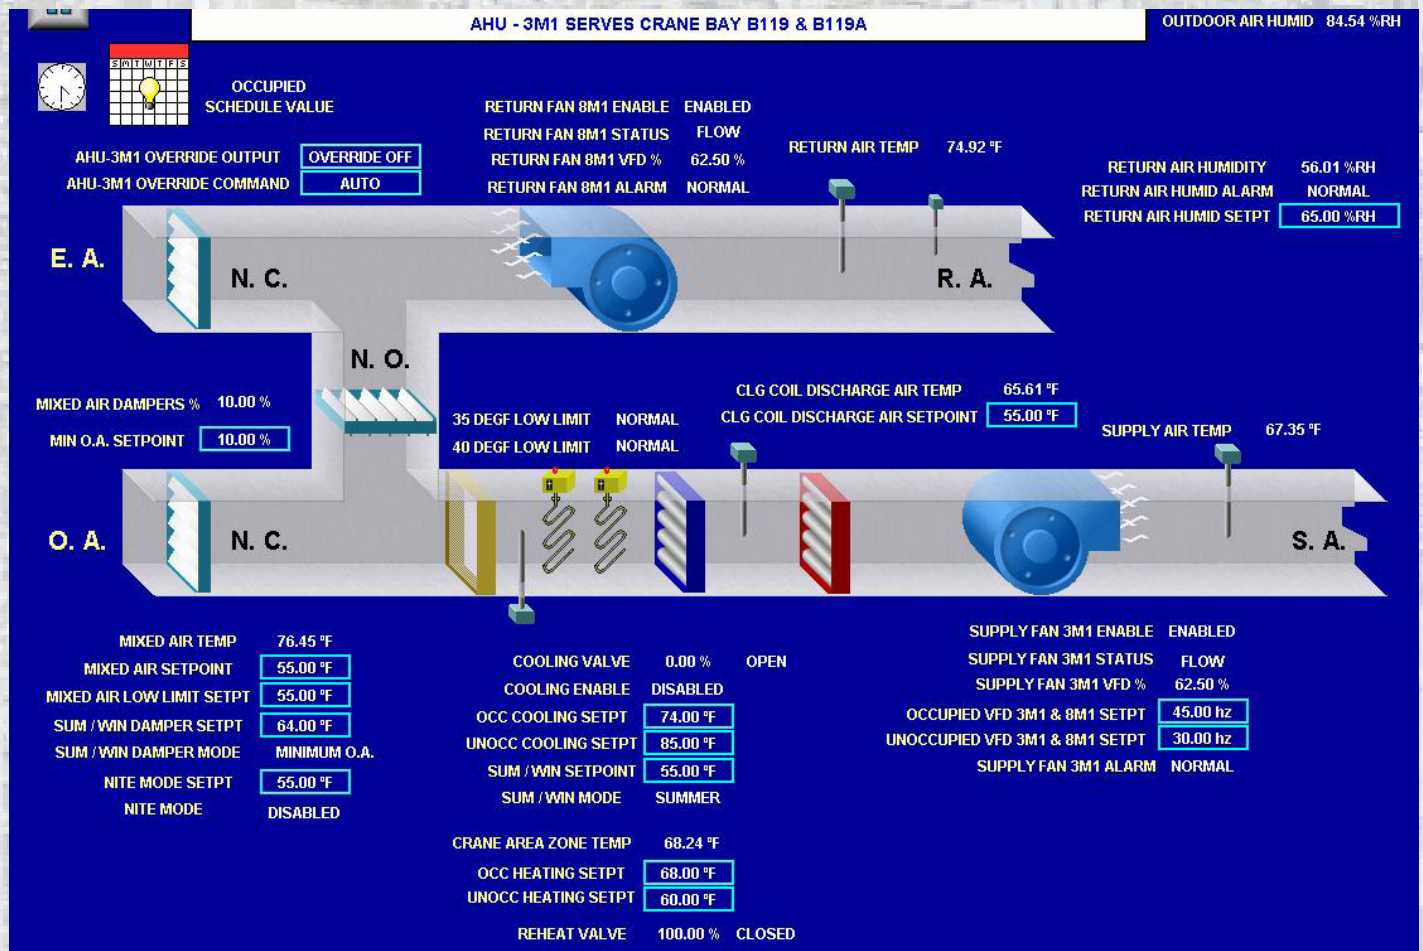 AHU - 3M1 SERVES CRANE BAY B119 & B119A
OUTDOOR AIR HUMID 84.54 %RH
S M T W T F S
OCCUPIED
SCHEDULE VALUE
AHU-3M1 OVERRIDE OUTPUT OVERRIDE OFF
AHU-3M1 OVERRIDE COMMAND AUTO
RETURN FAN 8M1 ENABLE ENABLED
RETURN FAN 8M1 STATUS FLOW
RETURN FAN 8M1 VFD % 62.50 %
RETURN FAN 8M1 ALARM NORMAL
RETURN AIR TEMP 74.92 °F
RETURN AIR HUMIDITY 56.01 %RH
RETURN AIR HUMID ALARM NORMAL
RETURN AIR HUMID SETPT 65.00 %RH
E. A.
N. C.
R. A.
N. O.
MIXED AIR DAMPERS % 10.00 %
MIN O.A. SETPOINT 10.00 %
35 DEGF LOW LIMIT NORMAL
40 DEGF LOW LIMIT NORMAL
CLG COIL DISCHARGE AIR TEMP 65.61 °F
CLG COIL DISCHARGE AIR SETPOINT 55.00 °F
SUPPLY AIR TEMP 67.35 °F
O. A.
N. C.
S. A.
MIXED AIR TEMP 76.45 °F
MIXED AIR SETPOINT 55.00 °F
MIXED AIR LOW LIMIT SETPT 55.00 °F
SUM / WIN DAMPER SETPT 64.00 °F
SUM / WIN DAMPER MODE MINIMUM O.A.
NITE MODE SETPT 55.00 °F
NITE MODE DISABLED
COOLING VALVE 0.00 % OPEN
COOLING ENABLE DISABLED
OCC COOLING SETPT 74.00 °F
UNOCC COOLING SETPT 85.00 °F
SUM / WIN SETPOINT 55.00 °F
SUM / WIN MODE SUMMER
CRANE AREA ZONE TEMP 68.24 °F
OCC HEATING SETPT 68.00 °F
UNOCC HEATING SETPT 60.00 °F
REHEAT VALVE 100.00 % CLOSED
SUPPLY FAN 3M1 ENABLE ENABLED
SUPPLY FAN 3M1 STATUS FLOW
SUPPLY FAN 3M1 VFD % 62.50 %
OCCUPIED VFD 3M1 & 8M1 SETPT 45.00 hz
UNOCCUPIED VFD 3M1 & 8M1 SETPT 30.00 hz
SUPPLY FAN 3M1 ALARM NORMAL